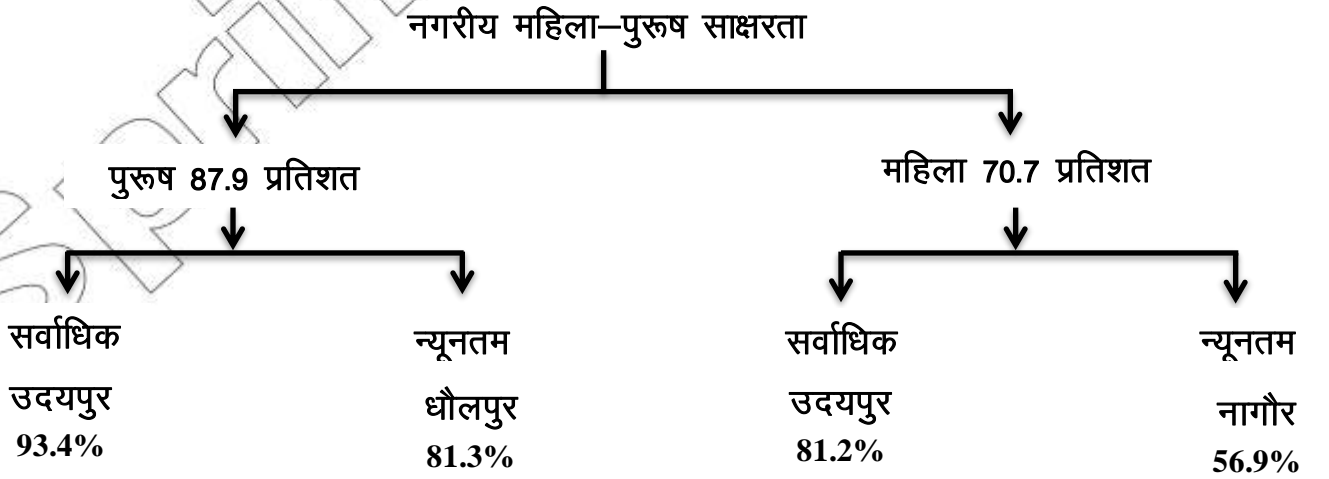 नगरीय महिला–पुरूष साक्षरता
पुरूष 87.9 प्रतिशत
महिला 70.7 प्रतिशत
सर्वाधिक
न्यूनतम
सर्वाधिक
न्यूनतम
उदयपुर
धौलपुर
उदयपुर
नागौर
93.4%
81.3%
81.2%
56.9%